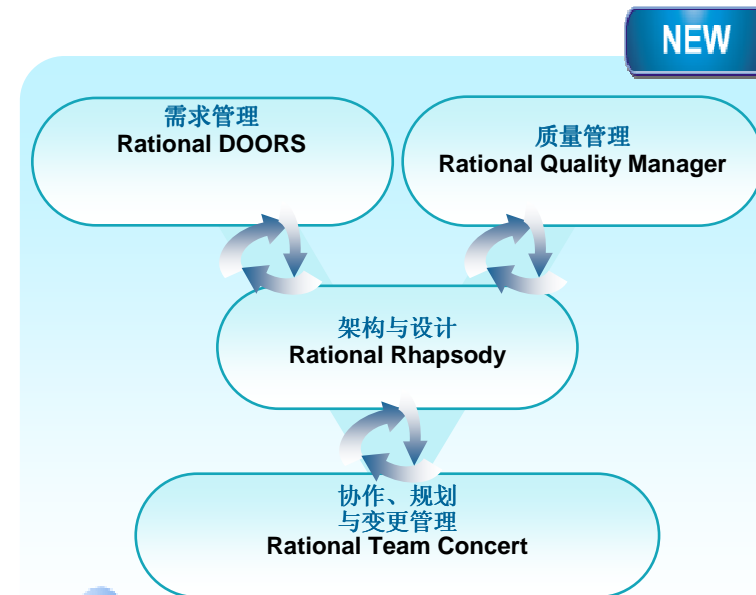 NEW
需求管理
Rational DOORS
质量管理
Rational Quality Manager
架构与设计
Rational Rhapsody
协作、规划
与变更管理
Rational Team Concert